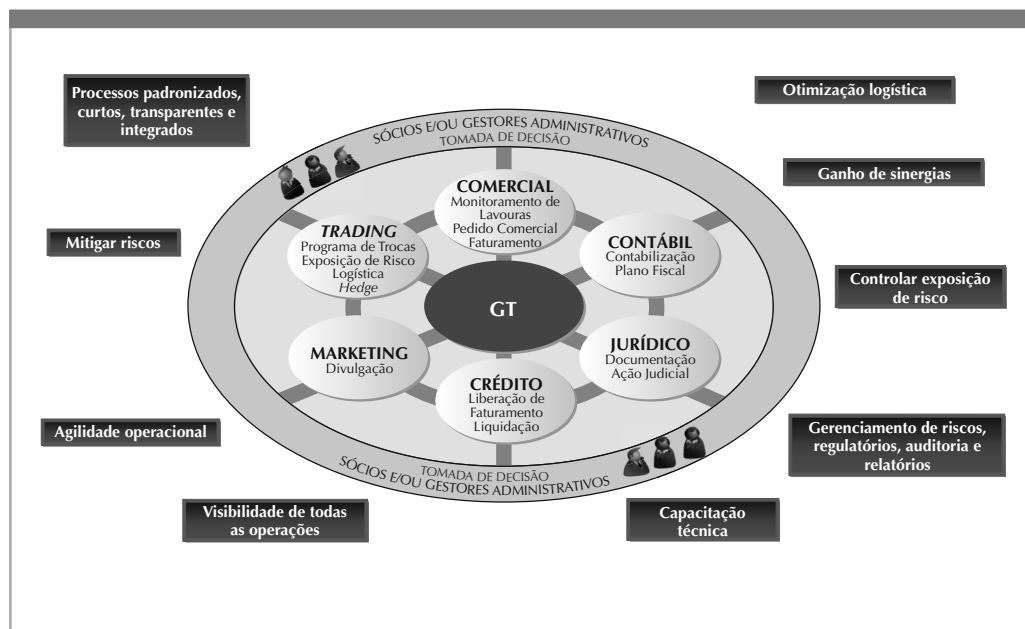 Processos padronizados,
curtos, transparentes e
integrados
Otimização logística
SÓCIOS E/OU GESTORES ADMINISTRATIVOS
TOMADA DE DECISÃO
Ganho de sinergias
COMERCIAL
Monitoramento de
Lavouras
Pedido Comercial
Faturamento
TRADING
Programa de Trocas
Exposição de Risco
Logística
Hedge
CONTÁBIL
Contabilização
Plano Fiscal
Mitigar riscos
Controlar exposição
de risco
GT
MARKETING
Divulgação
JURÍDICO
Documentação
Ação Judicial
CRÉDITO
Liberação de
Faturamento
Liquidação
Agilidade operacional
Gerenciamento de riscos,
regulatórios, auditoria e
relatórios
TOMADA DE DECISÃO
SÓCIOS E/OU GESTORES ADMINISTRATIVOS
Visibilidade de todas
as operações
Capacitação
técnica